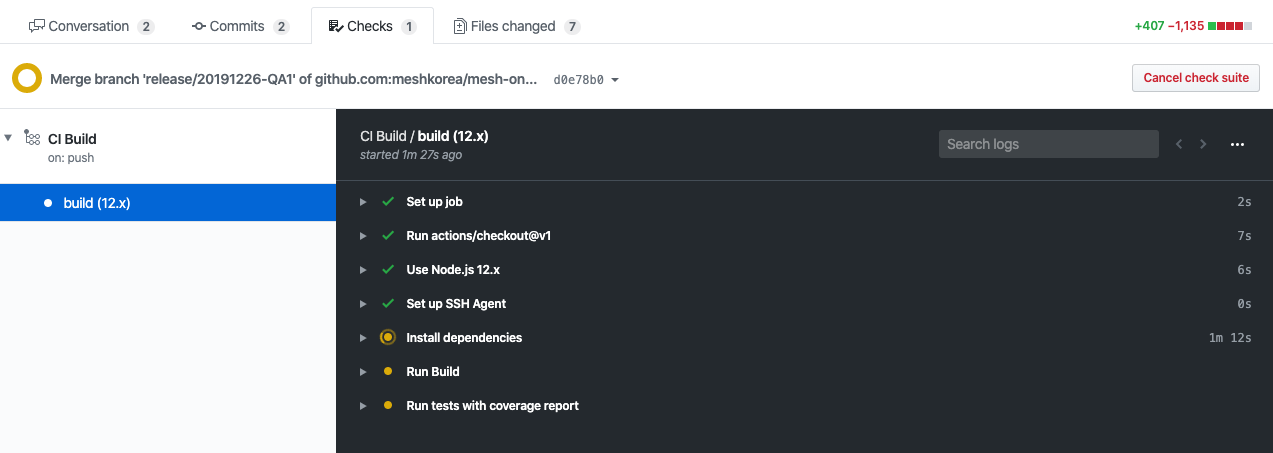 Conversation 2 Commits 2 Checks 1 Files changed 7 +407 −1,135
Merge branch 'release/20191226-QA1' of github.com:meshkorea/mesh-on... d0e78b0 Cancel check suite
CI Build
on: push
build (12.x)
CI Build / build (12.x)
started 1m 27s ago
Search logs
Set up job 2s
Run actions/checkout@v1 7s
Use Node.js 12.x 6s
Set up SSH Agent 0s
Install dependencies 1m 12s
Run Build
Run tests with coverage report